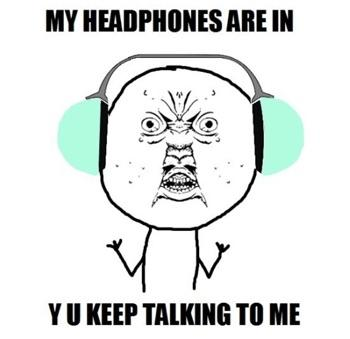 MY HEADPHONES ARE IN
Y U KEEP TALKING TO ME